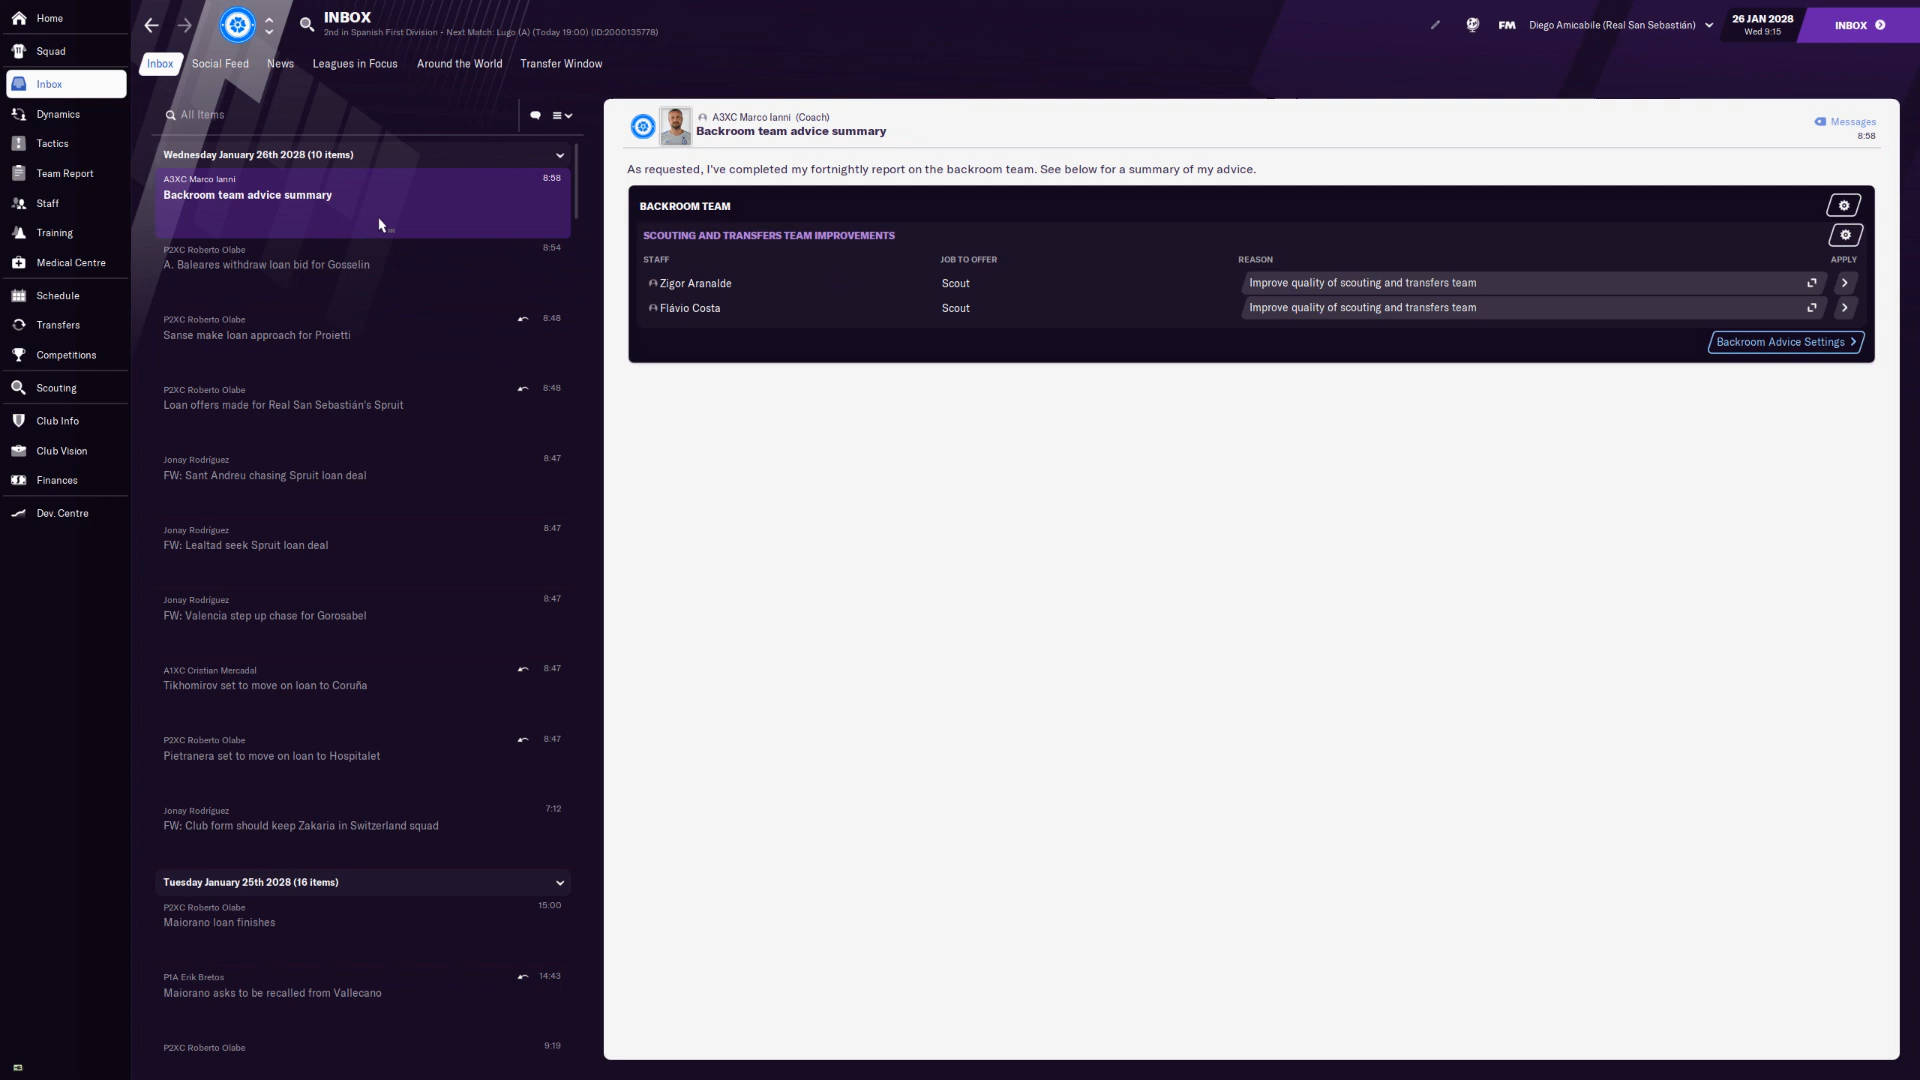 Home
Squad
Inbox
Dynamics
Tactics
Team Report
Staff
Training
Medical Centre
Schedule
Transfers
Competitions
Scouting
Club Info
Club Vision
Finances
Dev. Centre
INBOX
2nd in Spanish First Division - Next Match: Lugo (A) (Today 19:00) (ID:2000135778)
FM
Diego Amicabile (Real San Sebastián)
26 JAN 2028
Wed 9:15
INBOX
Inbox Social Feed News Leagues in Focus Around the World Transfer Window
All Items
Wednesday January 26th 2028 (10 items)
A3XC Marco Ianni 8:58
Backroom team advice summary
P2XC Roberto Olabe 8:54
A. Baleares withdraw loan bid for Gosselin
P2XC Roberto Olabe 8:48
Sanse make loan approach for Proietti
P2XC Roberto Olabe 8:48
Loan offers made for Real San Sebastián's Spruit
Jonay Rodríguez 8:47
FW: Sant Andreu chasing Spruit loan deal
Jonay Rodríguez 8:47
FW: Lealtad seek Spruit loan deal
Jonay Rodríguez 8:47
FW: Valencia step up chase for Gorosabel
A1XC Cristian Mercadal 8:47
Tikhomirov set to move on loan to Coruña
P2XC Roberto Olabe 8:47
Pietranera set to move on loan to Hospitalet
Jonay Rodríguez 7:12
FW: Club form should keep Zakaria in Switzerland squad
Tuesday January 25th 2028 (16 items)
P2XC Roberto Olabe 15:00
Maiorano loan finishes
P1A Erik Bretos 14:43
Maiorano asks to be recalled from Vallecano
P2XC Roberto Olabe 9:19
A3XC Marco Ianni (Coach)
Backroom team advice summary
Messages
8:58
As requested, I've completed my fortnightly report on the backroom team. See below for a summary of my advice.
BACKROOM TEAM
SCOUTING AND TRANSFERS TEAM IMPROVEMENTS
STAFF JOB TO OFFER REASON APPLY
Zigor Aranalde Scout Improve quality of scouting and transfers team
Flávio Costa Scout Improve quality of scouting and transfers team
Backroom Advice Settings